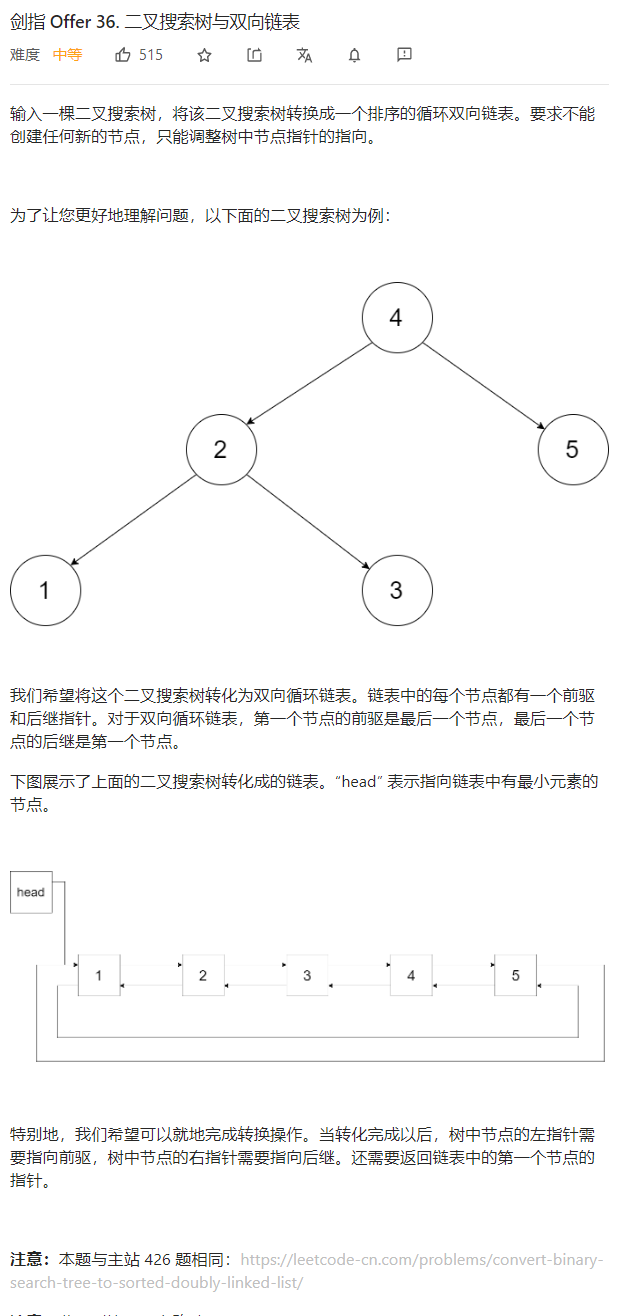 剑指 Offer 36. 二叉搜索树与双向链表
难度 中等 515
输入一棵二叉搜索树，将该二叉搜索树转换成一个排序的循环双向链表。要求不能
创建任何新的节点，只能调整树中节点指针的指向。
为了让您更好地理解问题，以下面的二叉搜索树为例：
4
2 5
1 3
我们希望将这个二叉搜索树转化为双向循环链表。链表中的每个节点都有一个前驱
和后继指针。对于双向循环链表，第一个节点的前驱是最后一个节点，最后一个节
点的后继是第一个节点。
下图展示了上面的二叉搜索树转化成的链表。“head” 表示指向链表中有最小元素的
节点。
head
1 2 3 4 5
特别地，我们希望可以就地完成转换操作。当转化完成以后，树中节点的左指针需
要指向前驱，树中节点的右指针需要指向后继。还需要返回链表中的第一个节点的
指针。
注意：本题与主站 426 题相同：https://leetcode-cn.com/problems/convert-binary-
search-tree-to-sorted-doubly-linked-list/